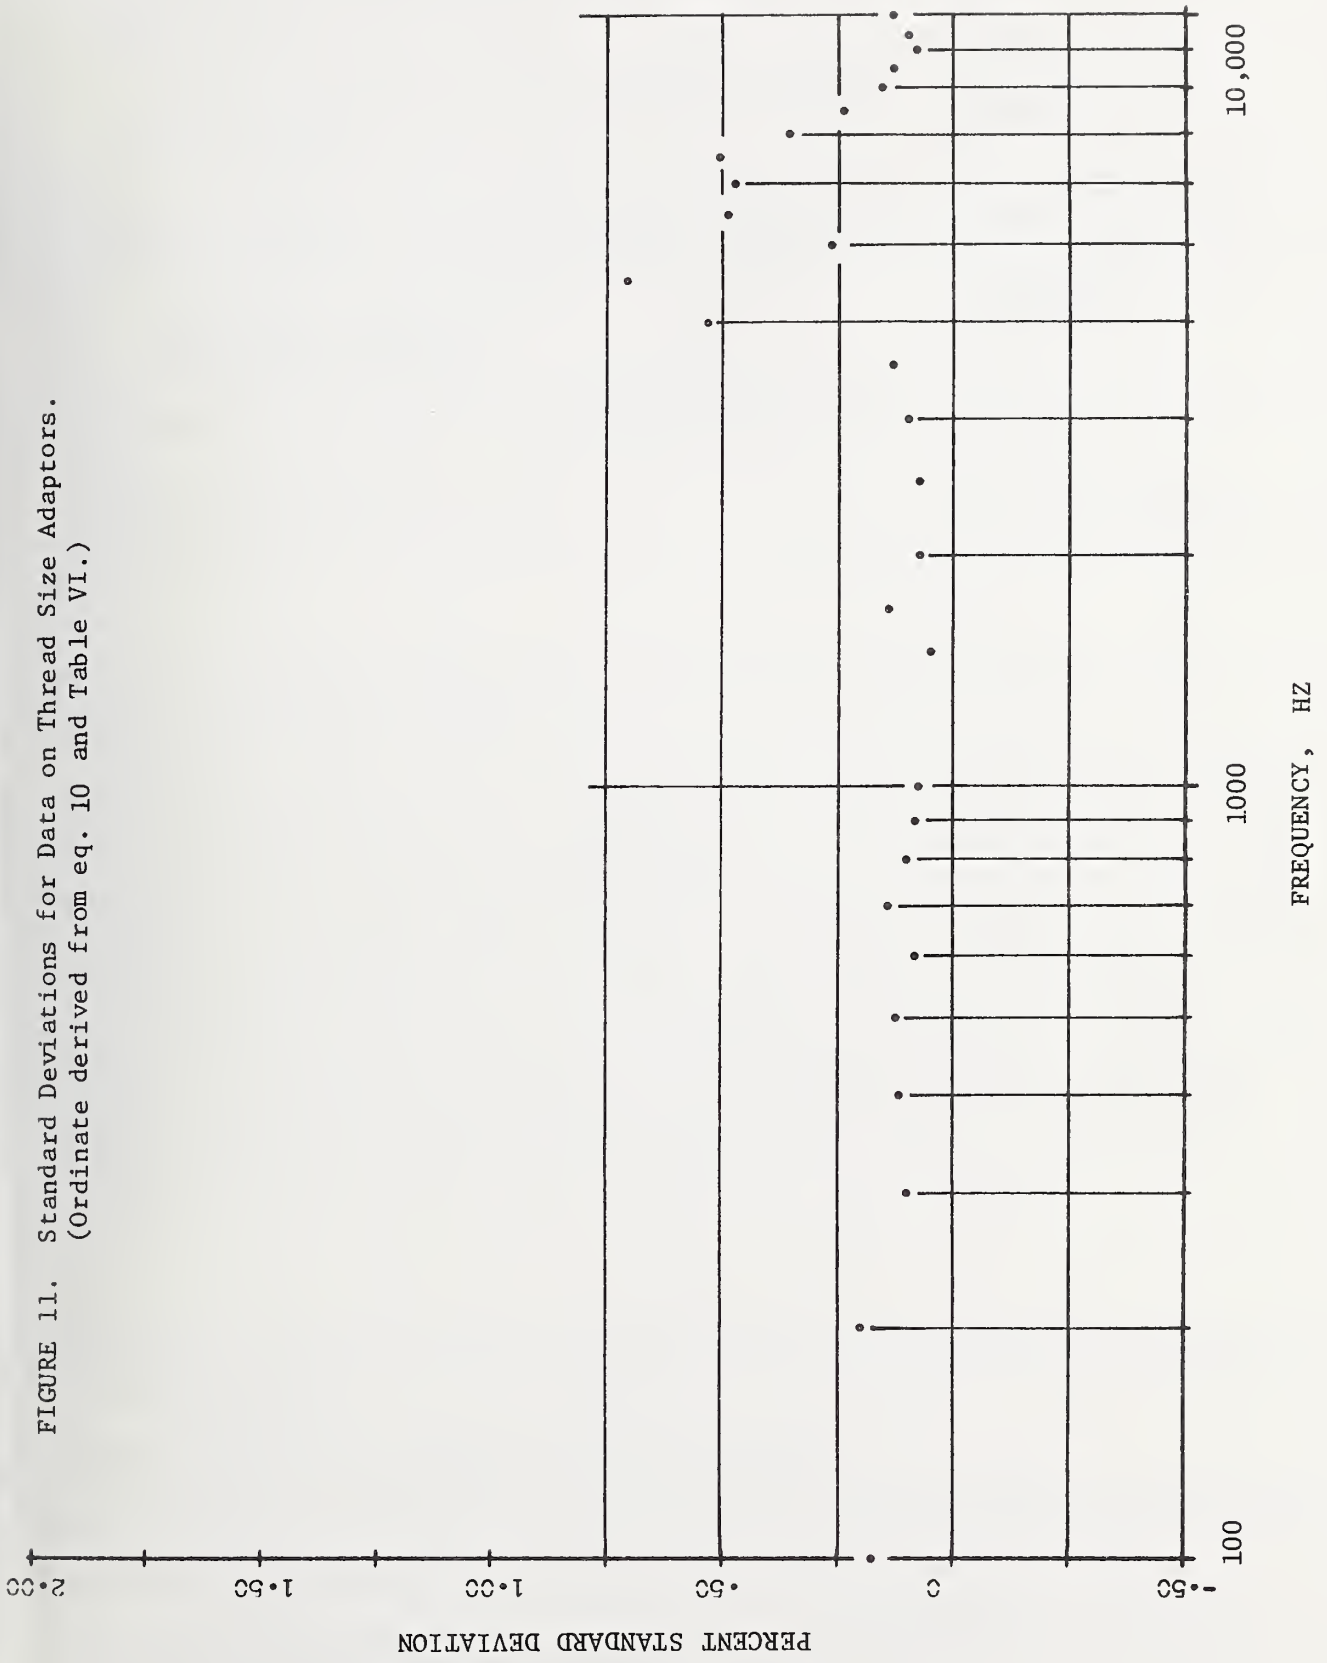 FIGURE 11. Standard Deviations for Data on Thread Size Adaptors.
(Ordinate derived from eq. 10 and Table VI.)
PERCENT STANDARD DEVIATION
2.00
1.50
1.00
.50
0
-.50
100
1000
10,000
FREQUENCY, HZ